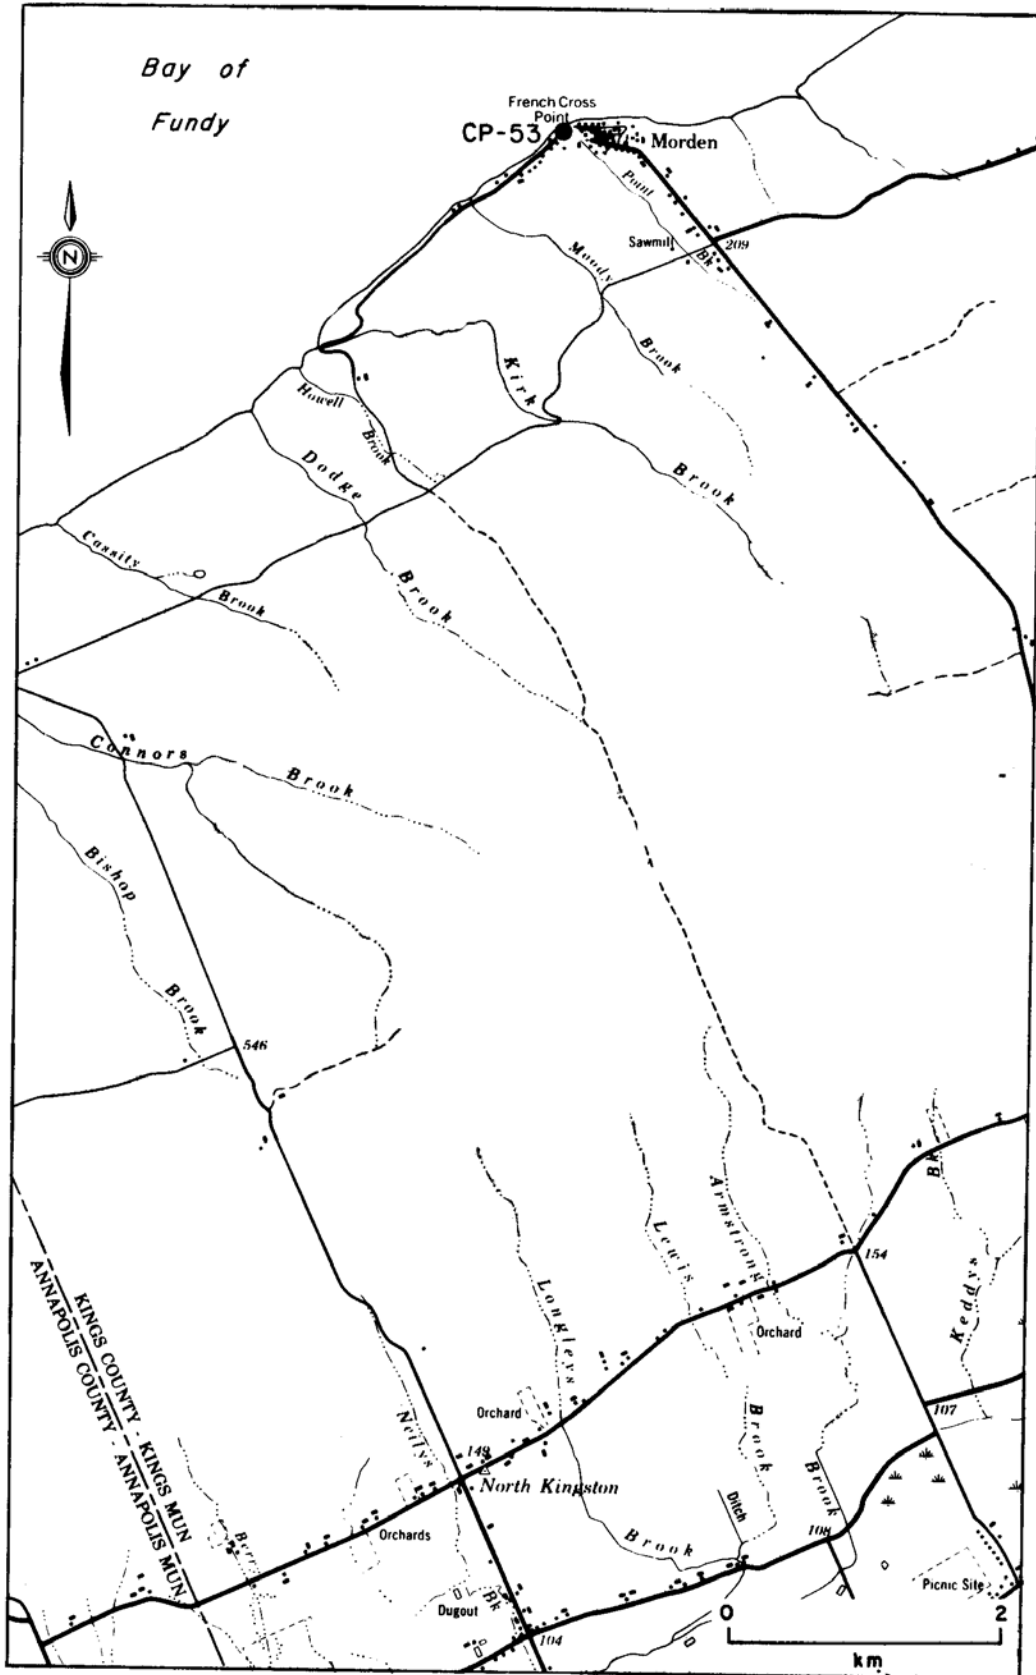 Bay of
Fundy
French Cross
Point
CP-53
Morden
Point
Bk
Sawmill
209
Moody
Brook
N
Kirk
Brook
Howell
Brook
Dodge
Brook
Cassity
Brook
Connors
Brook
Bishop
Brook
546
Armstrong
Lewis
Brook
Bk
Keddys
154
Longleys
Brook
Orchard
107
KINGS COUNTY - KINGS MUN
ANNAPOLIS COUNTY - ANNAPOLIS MUN
Neilys
Bk
Orchard
149
North Kingston
Brook
Ditch
108
Orchards
Dugout
104
Picnic Site
0 2
km